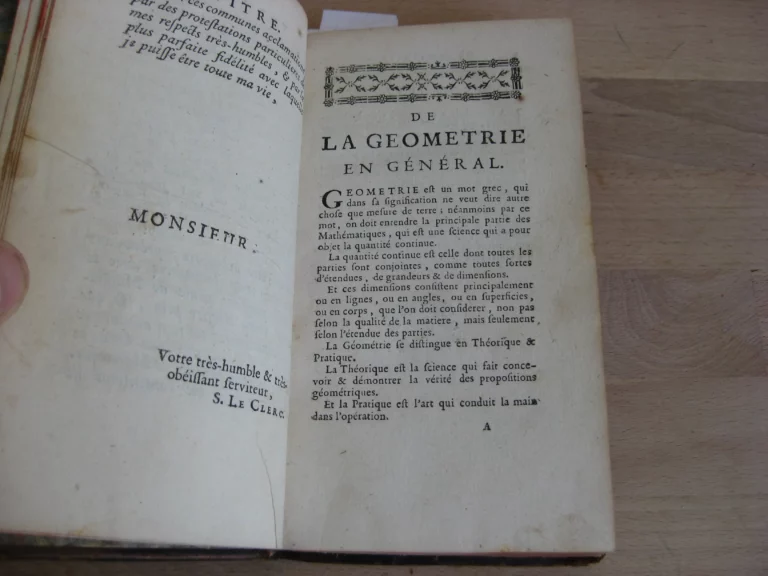 ITRE.
ces communes acclamations
par des protestations particulieres
mes respects très-humbles, & par
plus parfaite fidélité avec laquelle
je puisse être toute ma vie,
MONSIEUR,
Votre très-humble & très-
obéissant serviteur,
S. LE CLERC.
DE
LA GEOMETRIE
EN GÉNÉRAL.
GEOMETRIE est un mot grec, qui
dans sa signification ne veut dire autre
chose que mesure de terre ; néanmoins par ce
mot, on doit entendre la principale partie des
Mathématiques, qui est une science qui a pour
objet la quantité continue.
La quantité continue est celle dont toutes les
parties sont conjointes, comme toutes sortes
d'étendues, de grandeurs & de dimensions.
Et ces dimensions consistent principalement
ou en lignes, ou en angles, ou en superficies,
ou en corps, que l'on doit considérer, non pas
selon la qualité de la matiere, mais seulement
selon l'étendue des parties.
La Géométrie se distingue en Théorique &
Pratique.
La Théorique est la science qui fait conce-
voir & démontrer la vérité des propositions
géométriques.
Et la Pratique est l'art qui conduit la main
dans l'opération.
A